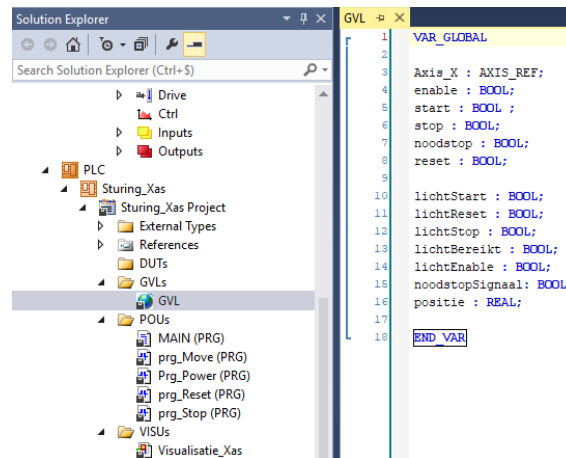 Solution Explorer
Search Solution Explorer (Ctrl+$)
Drive
Ctrl
Inputs
Outputs
PLC
Sturing_Xas
Sturing_Xas Project
External Types
References
DUTs
GVLs
GVL
POUs
MAIN (PRG)
prg_Move (PRG)
Prg_Power (PRG)
prg_Reset (PRG)
prg_Stop (PRG)
VISUs
Visualisatie_Xas
GVL
1 VAR_GLOBAL
2
3 Axis_X : AXIS_REF;
4 enable : BOOL;
5 start : BOOL ;
6 stop : BOOL;
7 noodstop : BOOL;
8 reset : BOOL;
9
10 lichtStart : BOOL;
11 lichtReset : BOOL;
12 lichtStop : BOOL;
13 lichtBereikt : BOOL;
14 lichtEnable : BOOL;
15 noodstopSignaal: BOOL
16 positie : REAL;
17
18 END_VAR